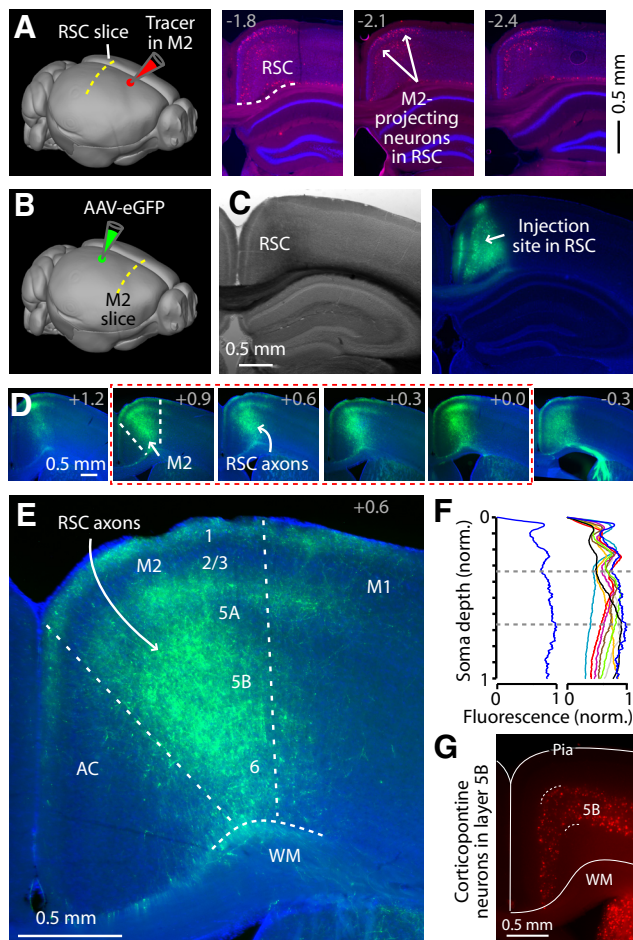 A
RSC slice
Tracer
in M2
-1.8
RSC
-2.1
M2-
projecting
neurons
in RSC
-2.4
0.5 mm
B
AAV-eGFP
M2
slice
C
RSC
0.5 mm
Injection
site in RSC
D
+1.2
0.5 mm
+0.9
M2
+0.6
RSC axons
+0.3
+0.0
-0.3
E
RSC axons
+0.6
1
2/3
M2
M1
5A
5B
AC
6
WM
0.5 mm
F
Soma depth (norm.)
0
1
0 1 0 1
Fluorescence (norm.)
G
Corticopontine
neurons in layer 5B
Pia
5B
WM
0.5 mm